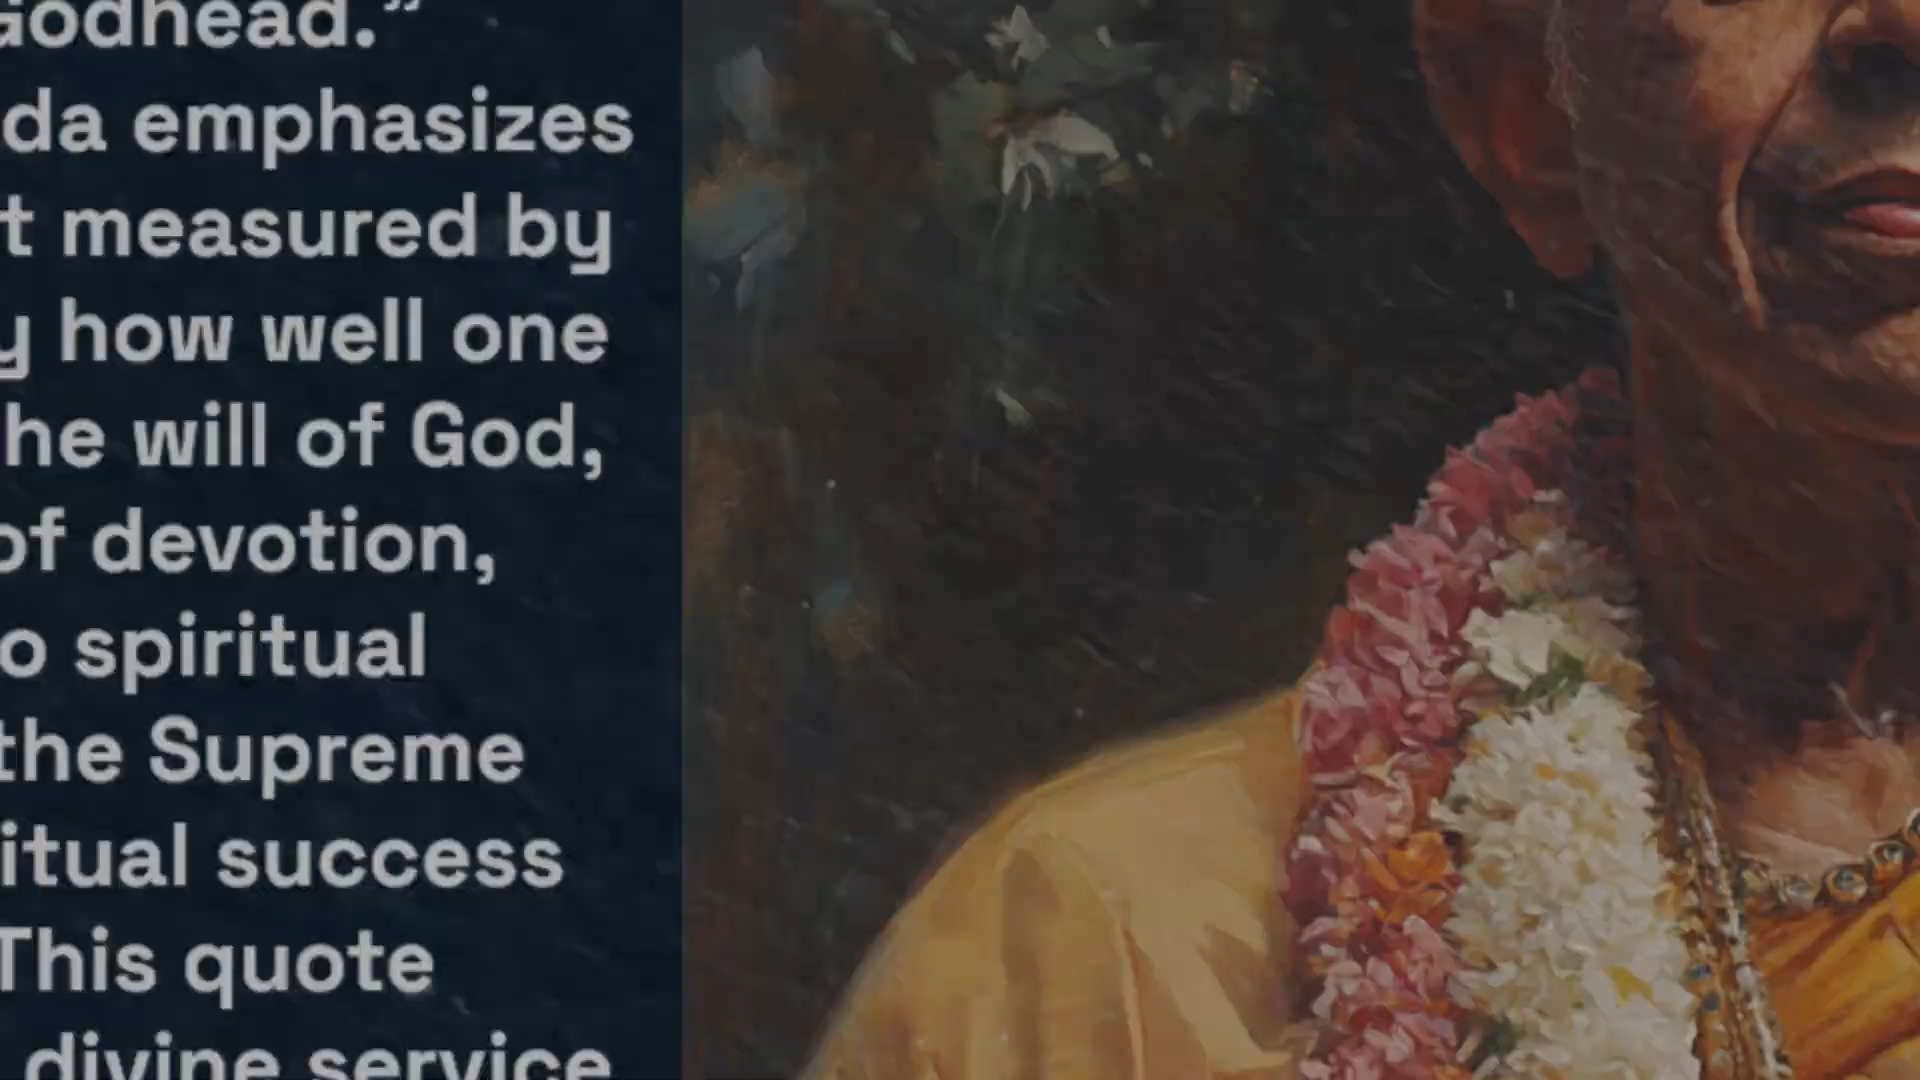 Godhead.”
da emphasizes
t measured by
y how well one
he will of God,
of devotion,
o spiritual
the Supreme
itual success
This quote
divine service